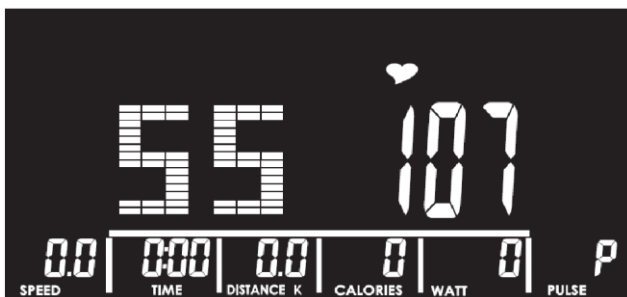 55 107
0.0 0:00 0.0 0 0 P
SPEED TIME DISTANCE K CALORIES WATT PULSE